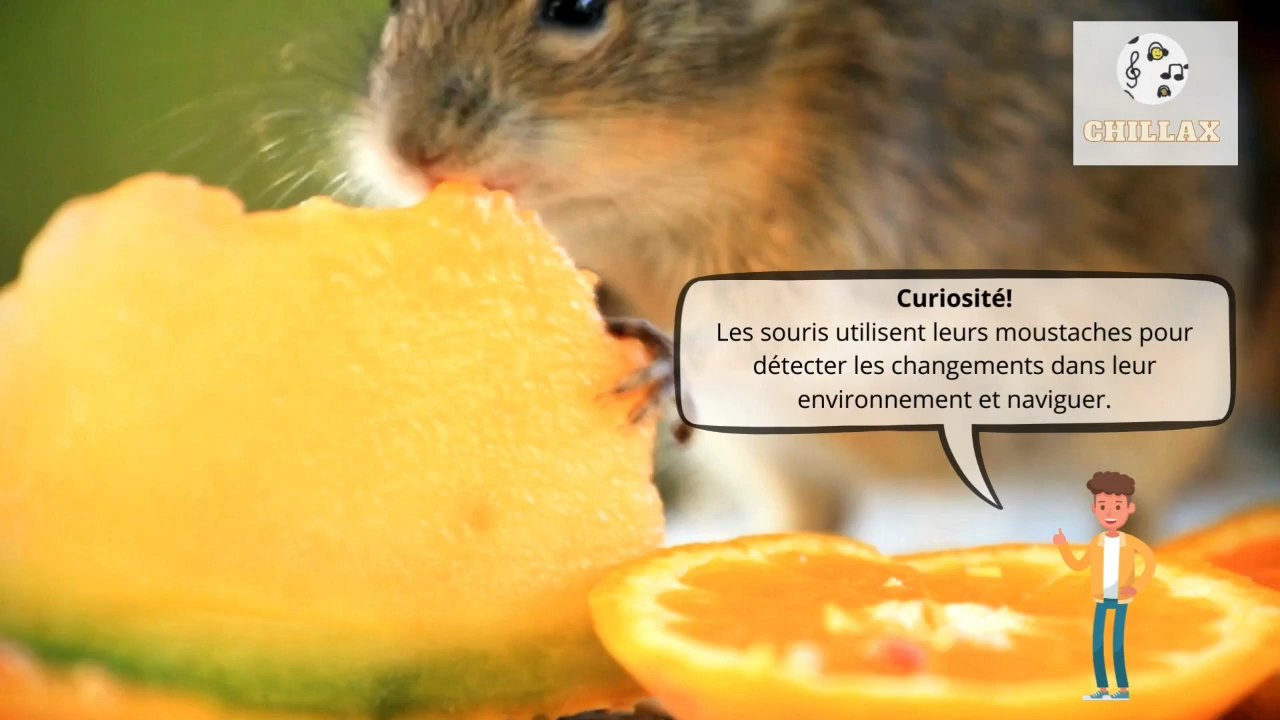 CHILLAX
Curiosité!
Les souris utilisent leurs moustaches pour
détecter les changements dans leur
environnement et naviguer.